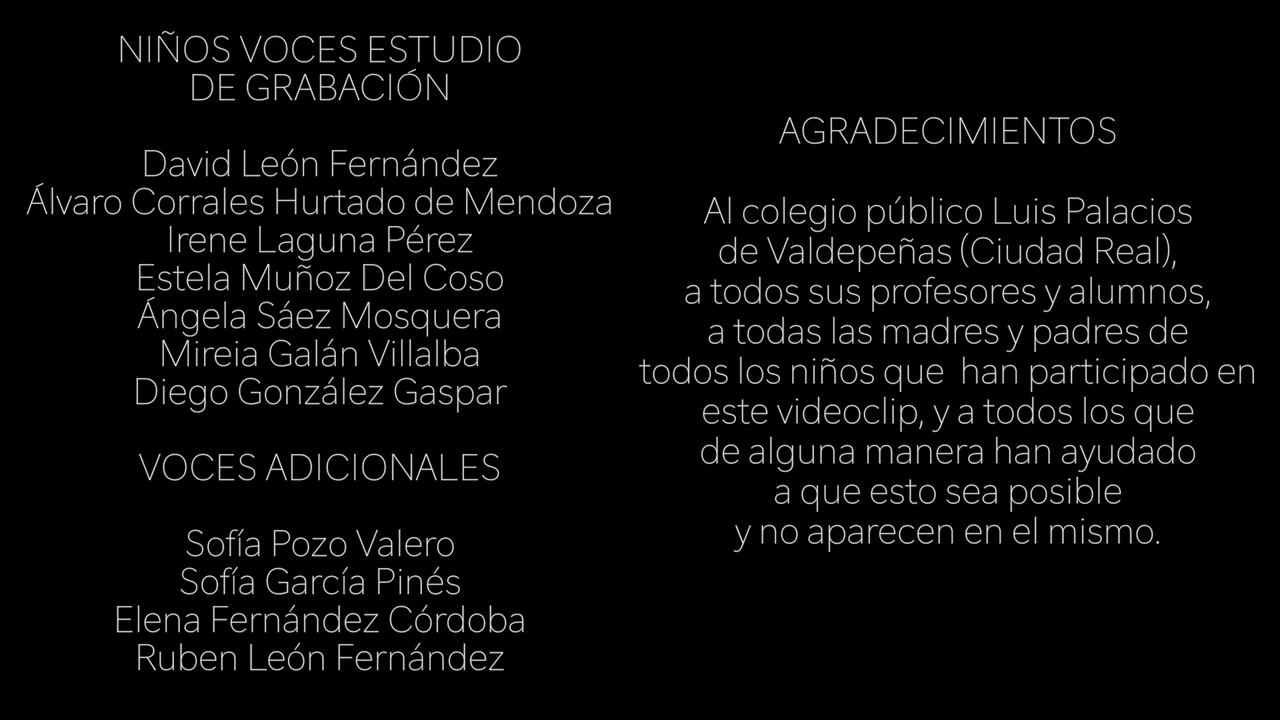 NIÑOS VOCES ESTUDIO
DE GRABACIÓN
David León Fernández
Álvaro Corrales Hurtado de Mendoza
Irene Laguna Pérez
Estela Muñoz Del Coso
Ángela Sáez Mosquera
Mireia Galán Villalba
Diego González Gaspar
VOCES ADICIONALES
Sofía Pozo Valero
Sofía García Pinés
Elena Fernández Córdoba
Ruben León Fernández
AGRADECIMIENTOS
Al colegio público Luis Palacios
de Valdepeñas (Ciudad Real),
a todos sus profesores y alumnos,
a todas las madres y padres de
todos los niños que  han participado en
este videoclip, y a todos los que
de alguna manera han ayudado
a que esto sea posible
y no aparecen en el mismo.